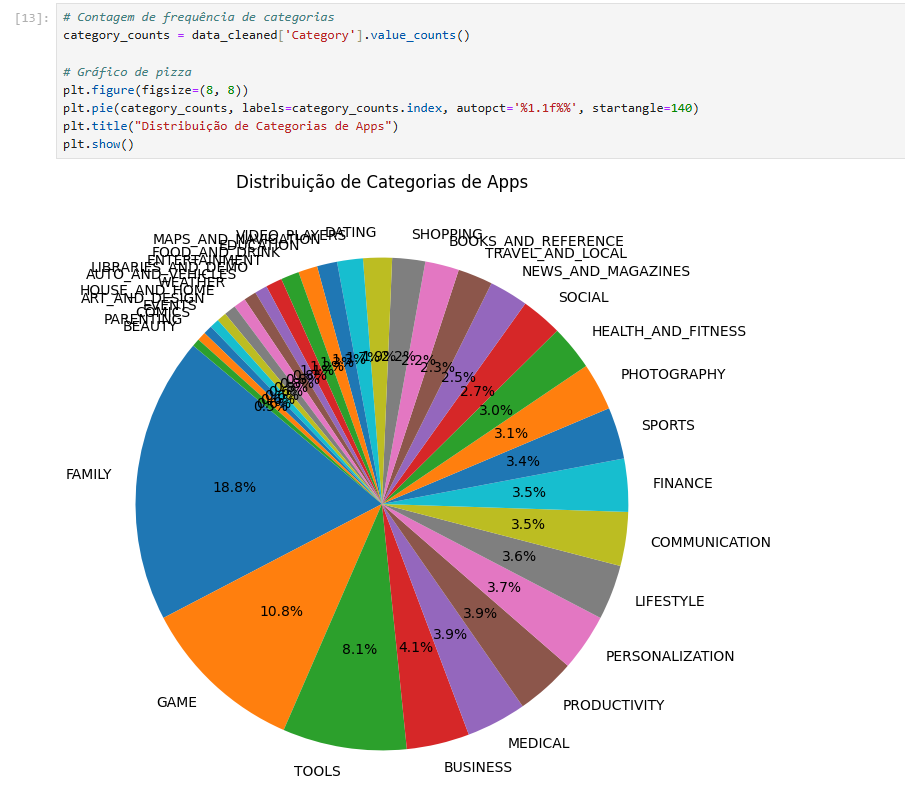 [13]:
# Contagem de frequência de categorias
category_counts = data_cleaned['Category'].value_counts()
# Gráfico de pizza
plt.figure(figsize=(8, 8))
plt.pie(category_counts, labels=category_counts.index, autopct='%1.1f%%', startangle=140)
plt.title("Distribuição de Categorias de Apps")
plt.show()
Distribuição de Categorias de Apps
DATING
VIDEO_PLAYERS
MAPS_AND_NAVIGATION
EDUCATION
FOOD_AND_DRINK
ENTERTAINMENT
LIBRARIES_AND_DEMO
AUTO_AND_VEHICLES
WEATHER
HOUSE_AND_HOME
ART_AND_DESIGN
EVENTS
COMICS
PARENTING
BEAUTY
SHOPPING
BOOKS_AND_REFERENCE
TRAVEL_AND_LOCAL
NEWS_AND_MAGAZINES
SOCIAL
HEALTH_AND_FITNESS
PHOTOGRAPHY
SPORTS
FINANCE
COMMUNICATION
LIFESTYLE
PERSONALIZATION
PRODUCTIVITY
MEDICAL
BUSINESS
TOOLS
GAME
FAMILY
2.2%
2.3%
2.5%
2.7%
3.0%
3.1%
3.4%
3.5%
3.5%
3.6%
3.7%
3.9%
3.9%
4.1%
8.1%
10.8%
18.8%